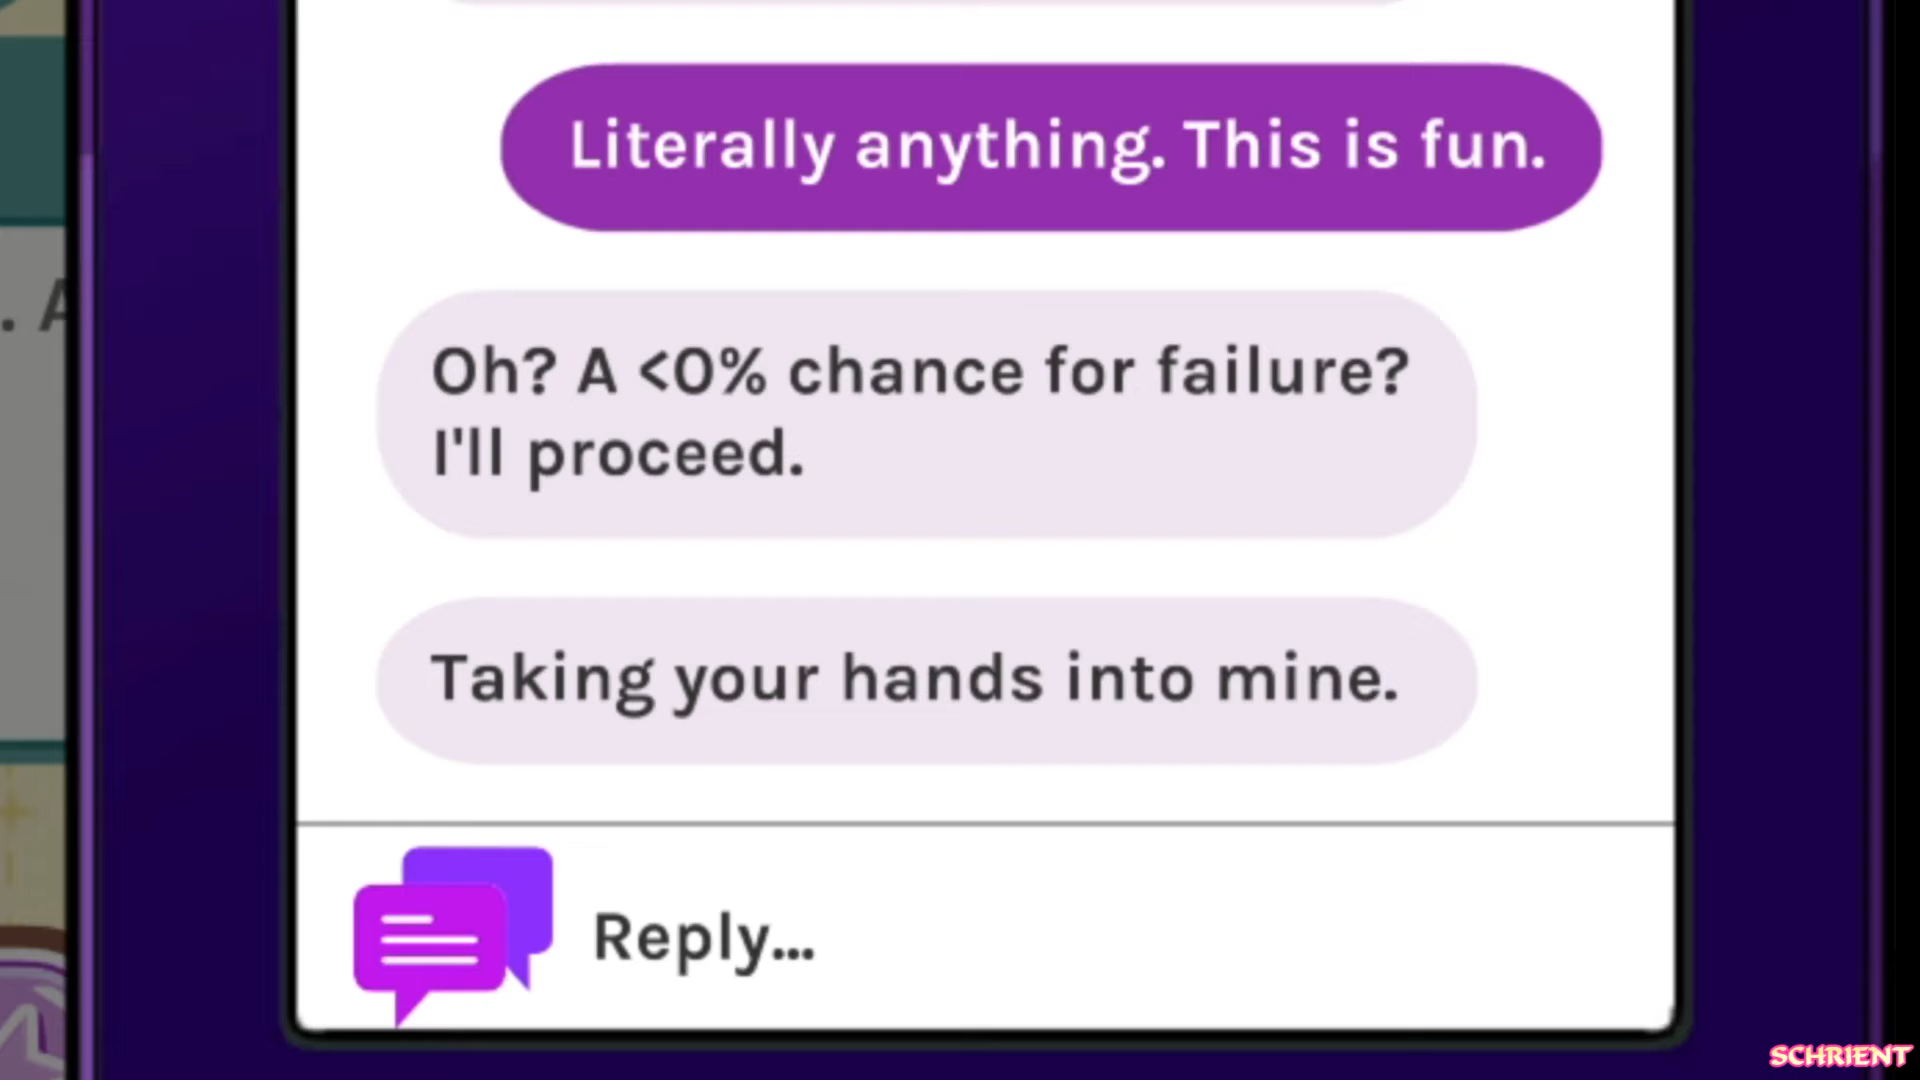 Literally anything. This is fun.
. A
Oh? A <0% chance for failure?
I'll proceed.
Taking your hands into mine.
Reply...
SCHRIENT